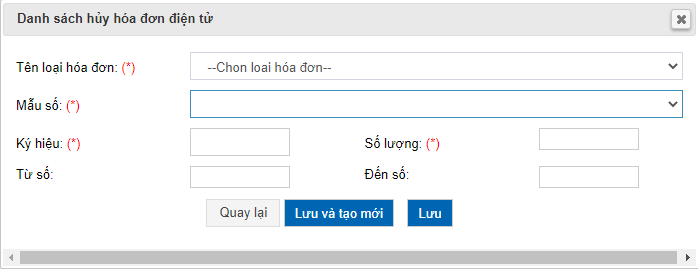 Danh sách hủy hóa đơn điện tử
Tên loại hóa đơn: (*) --Chon loai hóa đơn--
Mẫu số: (*)
Ký hiệu: (*) Số lượng: (*)
Từ số: Đến số:
Quay lại Lưu và tạo mới Lưu